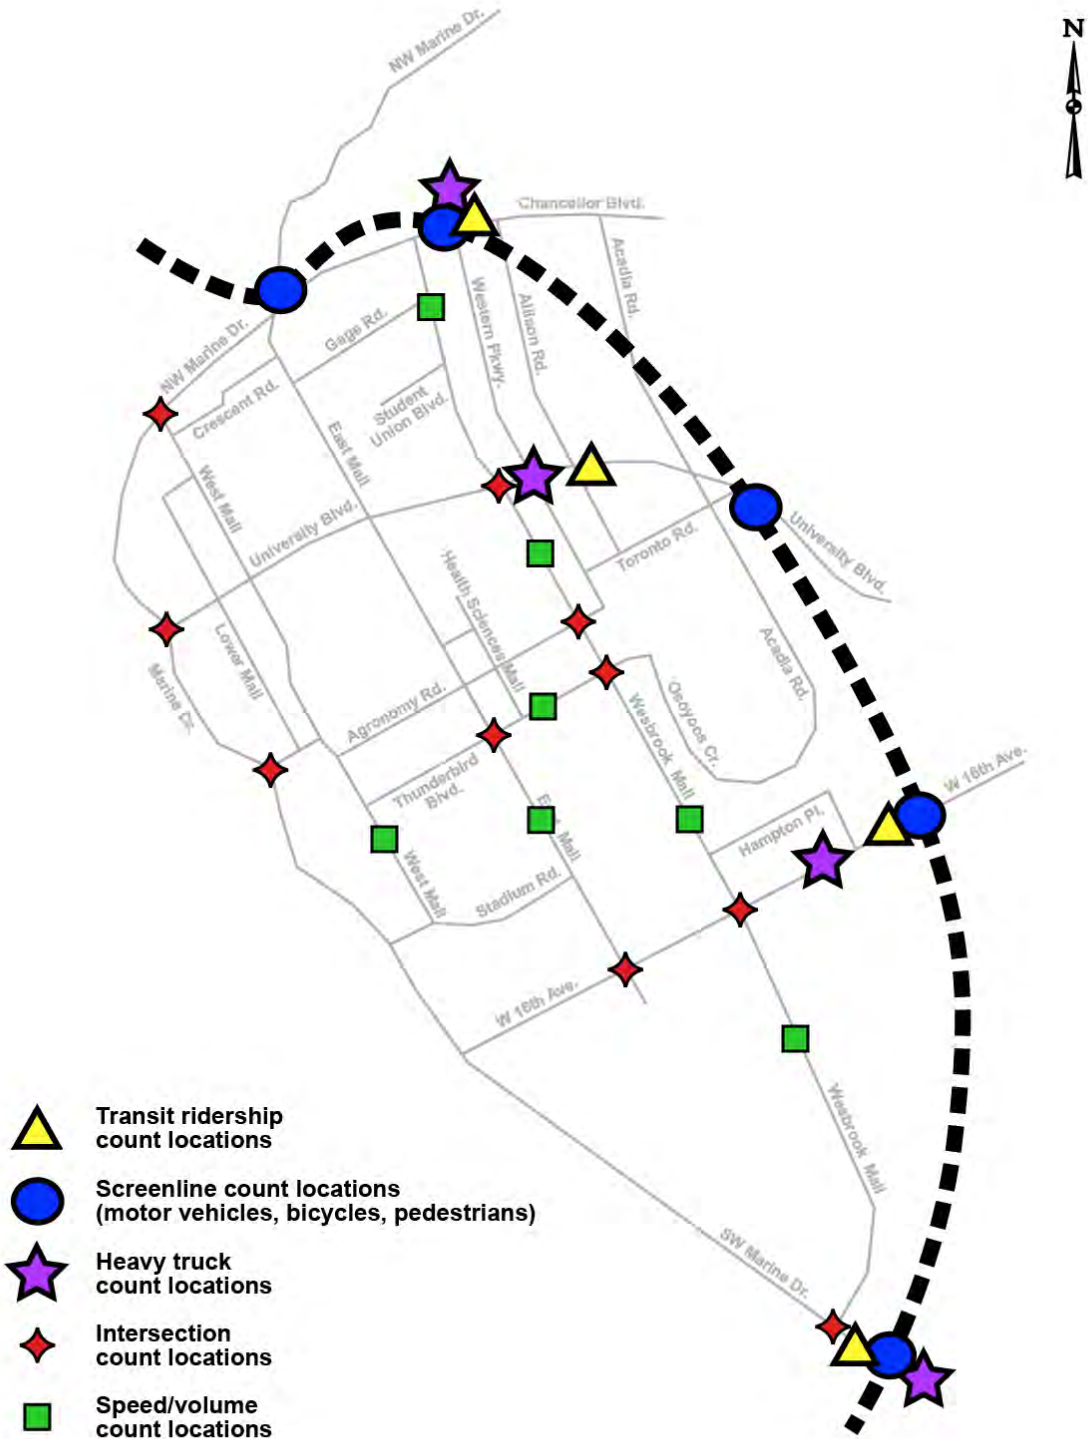 N
NW Marine Dr.
Chancellor Blvd.
Acadia Rd.
Western Pkwy.
Allison Rd.
Gage Rd.
NW Marine Dr.
Crescent Rd.
Student
Union Blvd.
East Mall
West Mall
University Blvd.
University Blvd.
Toronto Rd.
Health Sciences Mall
Lower Mall
Marine Dr.
Acadia Rd.
Agronomy Rd.
Osoyoos Cr.
Wesbrook Mall
Thunderbird
Blvd.
W 16th Ave.
East Mall
Hampton Pl.
West Mall
Stadium Rd.
W 16th Ave.
Wesbrook Mall
SW Marine Dr.
Transit ridership
count locations
Screenline count locations
(motor vehicles, bicycles, pedestrians)
Heavy truck
count locations
Intersection
count locations
Speed/volume
count locations